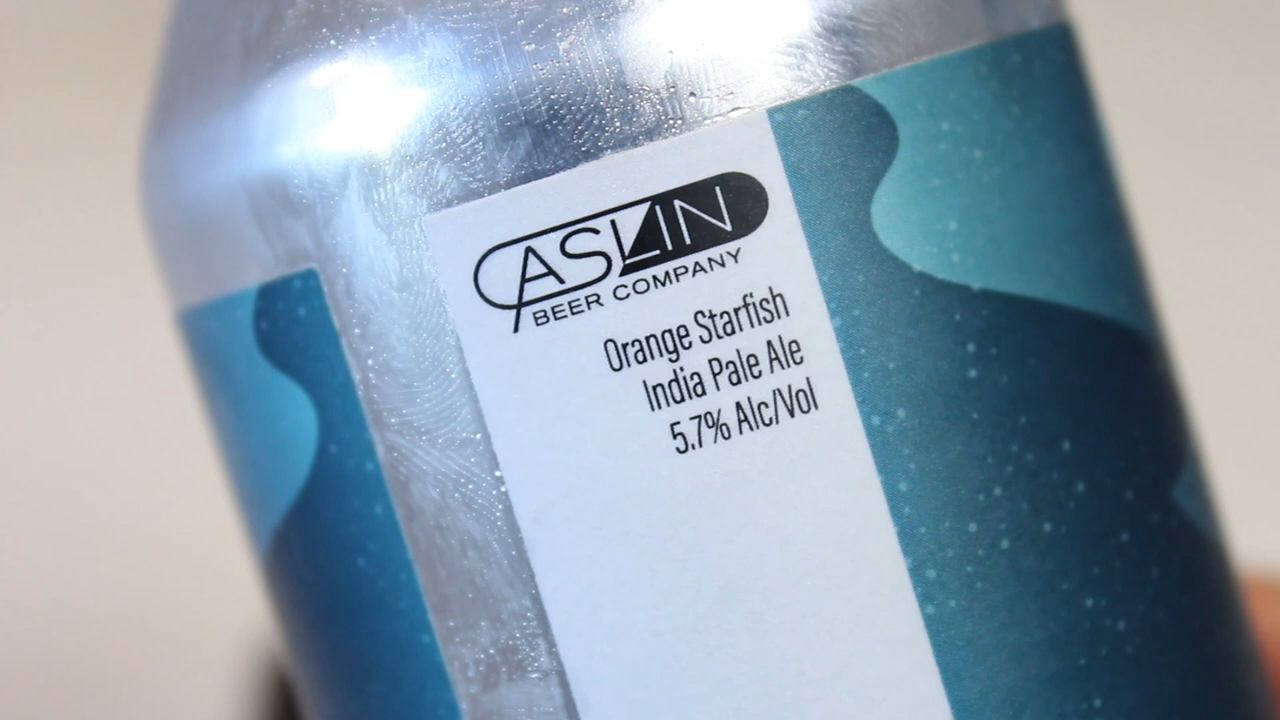 ASLIN
BEER COMPANY
Orange Starfish
India Pale Ale
5.7% Alc/Vol